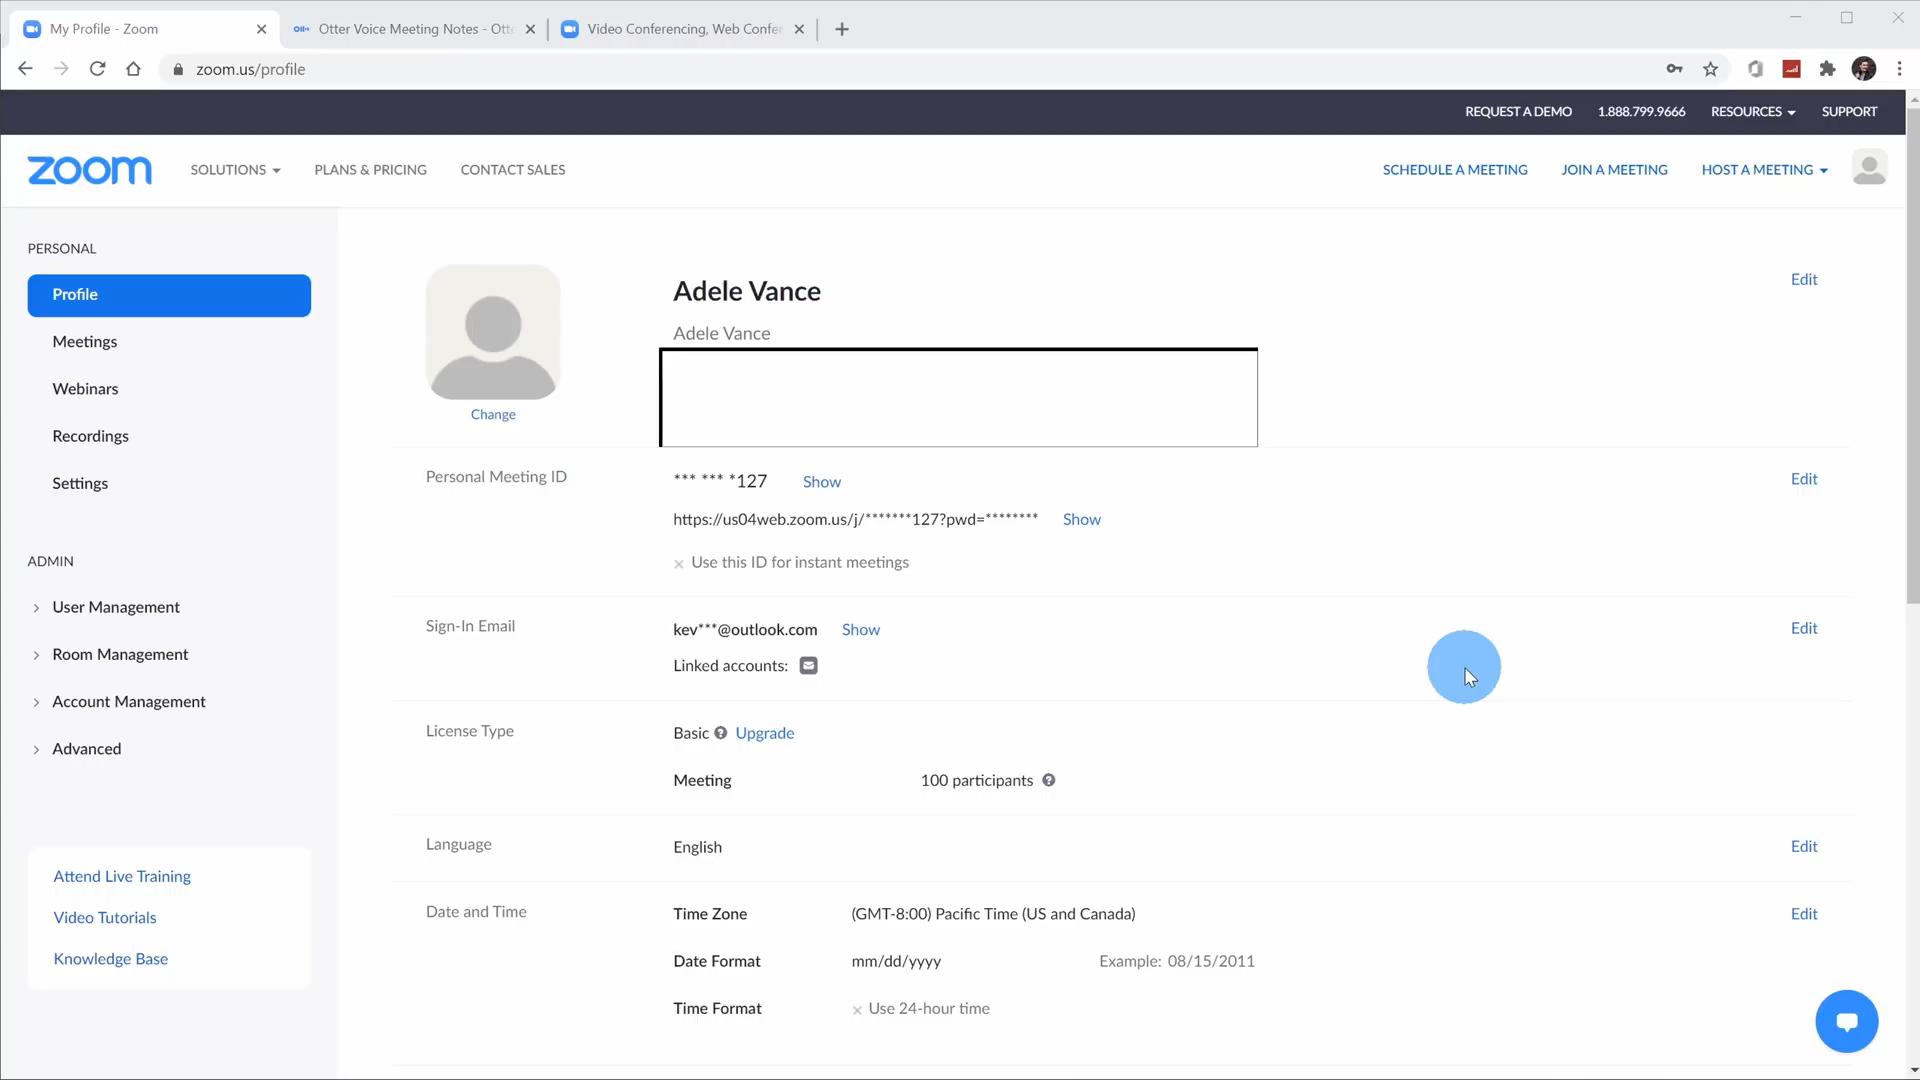 My Profile - Zoom
Otter Voice Meeting Notes - Otte
Video Conferencing, Web Confer
zoom.us/profile
REQUEST A DEMO 1.888.799.9666 RESOURCES SUPPORT
zoom SOLUTIONS PLANS & PRICING CONTACT SALES SCHEDULE A MEETING JOIN A MEETING HOST A MEETING
PERSONAL
Profile
Meetings
Webinars
Recordings
Settings
ADMIN
User Management
Room Management
Account Management
Advanced
Attend Live Training
Video Tutorials
Knowledge Base
Change
Adele Vance Edit
Adele Vance
Personal Meeting ID *** *** *127 Show Edit
https://us04web.zoom.us/j/*******127?pwd=******** Show
× Use this ID for instant meetings
Sign-In Email kev***@outlook.com Show Edit
Linked accounts:
License Type Basic Upgrade
Meeting 100 participants
Language English Edit
Date and Time Time Zone (GMT-8:00) Pacific Time (US and Canada) Edit
Date Format mm/dd/yyyy Example: 08/15/2011
Time Format × Use 24-hour time